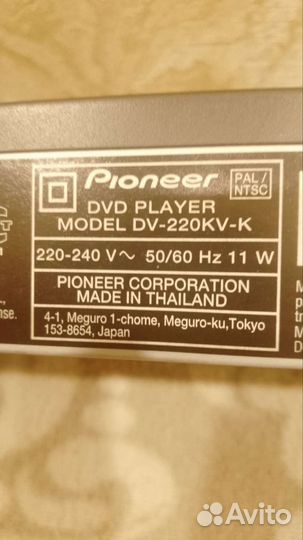 Pioneer
PAL/
NTSC
DVD PLAYER
MODEL DV-220KV-K
220-240 V～ 50/60 Hz 11 W
PIONEER CORPORATION
MADE IN THAILAND
4-1, Meguro 1-chome, Meguro-ku,Tokyo
153-8654, Japan
Avito